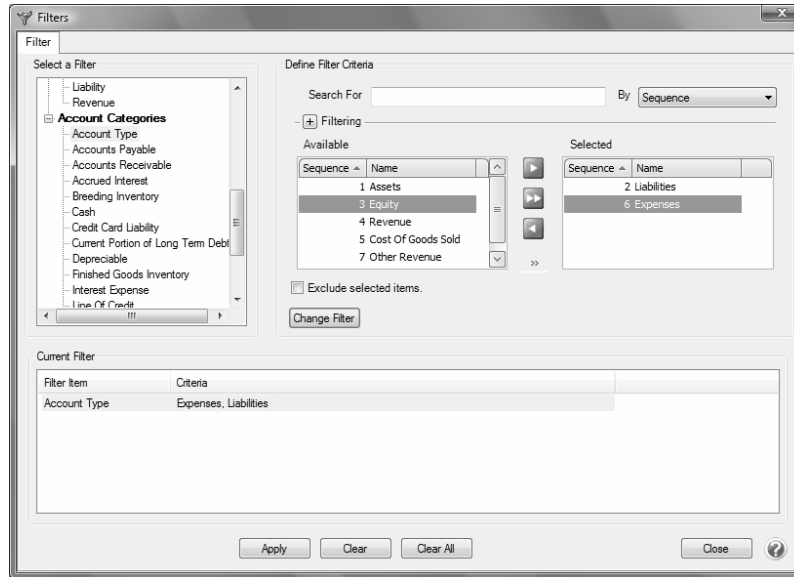 Filters
Filter
Select a Filter
Liability
Revenue
Account Categories
Account Type
Accounts Payable
Accounts Receivable
Accrued Interest
Breeding Inventory
Cash
Credit Card Liability
Current Portion of Long Term Debt
Depreciable
Finished Goods Inventory
Interest Expense
Line Of Credit
Define Filter Criteria
Search For
By Sequence
Filtering
Available
Sequence Name
1 Assets
3 Equity
4 Revenue
5 Cost Of Goods Sold
7 Other Revenue
Selected
Sequence Name
2 Liabilities
6 Expenses
Exclude selected items.
Change Filter
Current Filter
Filter Item Criteria
Account Type Expenses, Liabilities
Apply Clear Clear All Close